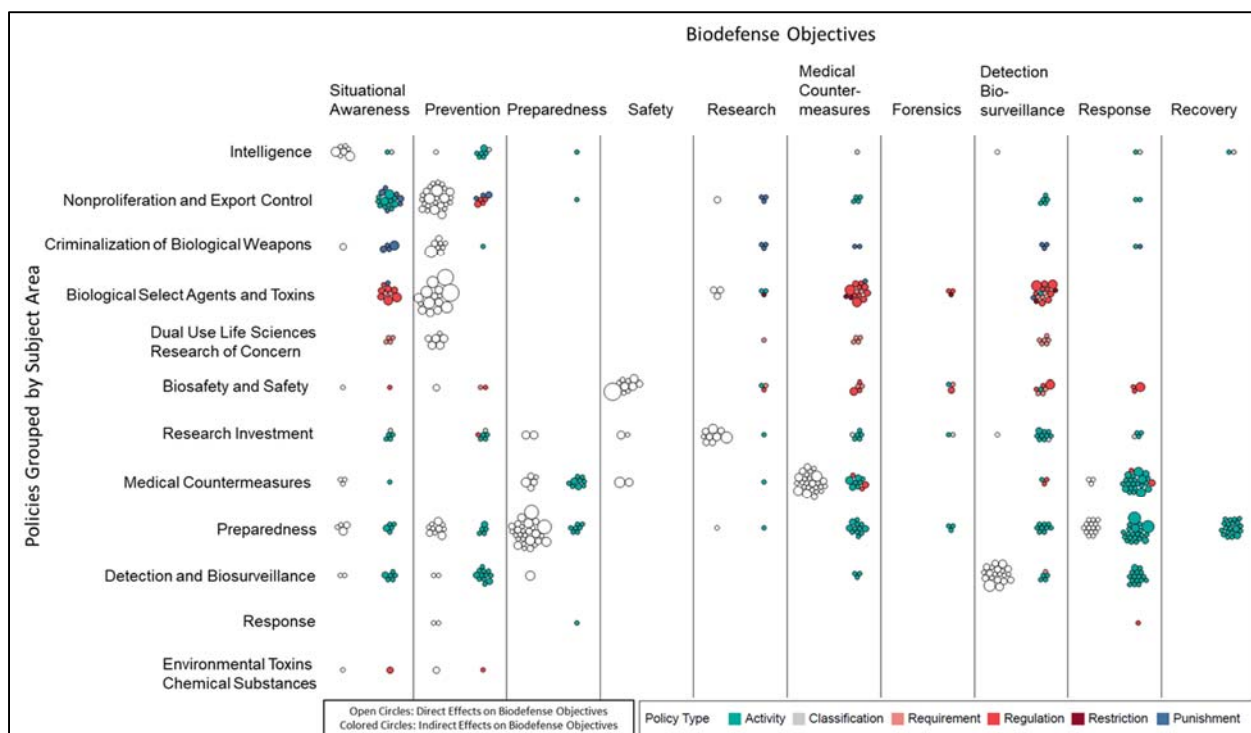 Biodefense Objectives
Situational
Awareness
Prevention
Preparedness
Safety
Research
Medical
Counter-
measures
Forensics
Detection
Bio-
surveillance
Response
Recovery
Policies Grouped by Subject Area
Intelligence
Nonproliferation and Export Control
Criminalization of Biological Weapons
Biological Select Agents and Toxins
Dual Use Life Sciences
Research of Concern
Biosafety and Safety
Research Investment
Medical Countermeasures
Preparedness
Detection and Biosurveillance
Response
Environmental Toxins
Chemical Substances
Open Circles: Direct Effects on Biodefense Objectives
Colored Circles: Indirect Effects on Biodefense Objectives
Policy Type Activity Classification Requirement Regulation Restriction Punishment